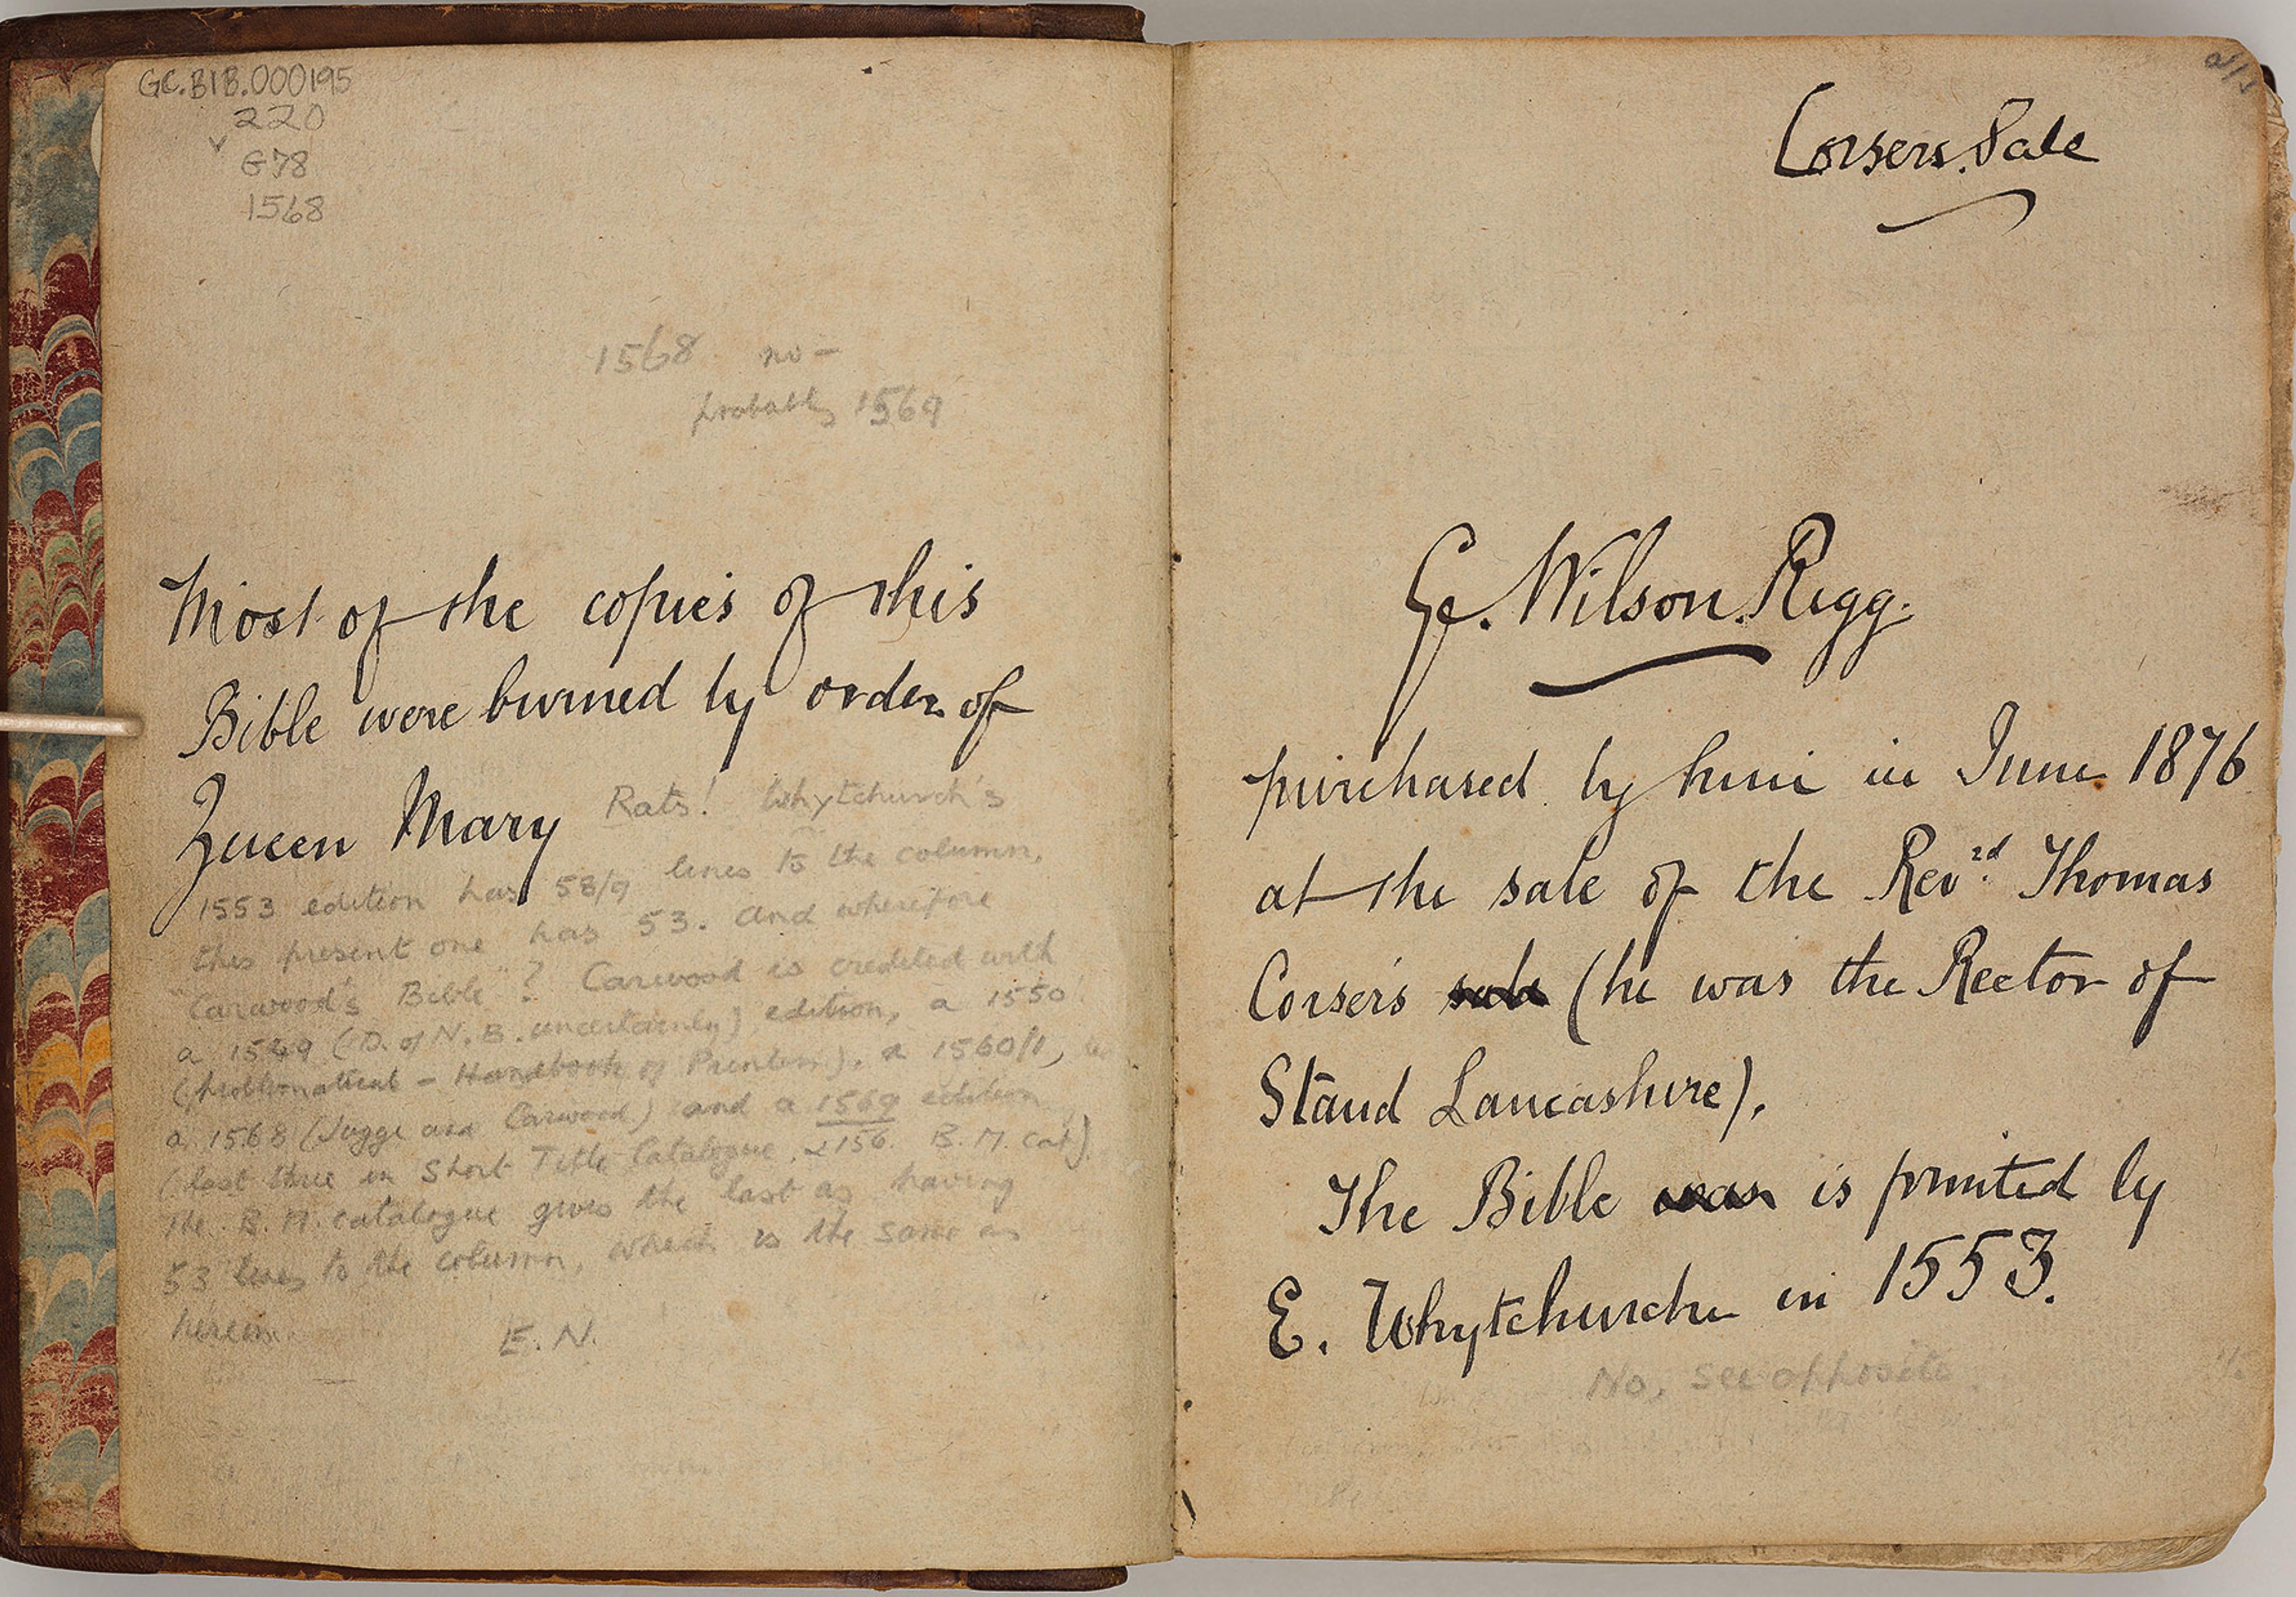 GC.BIB.000195
220
G78
1568
1568 no –
probably 1569
Most of the copies of this
Bible were burned by order of
Queen Mary
Rats! Whytchurch's
1553 edition has 58/9 lines to the column,
this present one has 53. And wherefore
"Carwood's Bible"? Carwood is credited with
a 1549 (D. of N. B. uncertainly) edition, a 1550
(problematical – Handbook of Printers), a 1560/1,
a 1568 (Jugge and Carwood) and a 1569 edition
(last three in Short Title Catalogue. B. M. cat).
The B. M. catalogue gives the last as having
53 lines to the column, which is the same as
herein.
E. N.
Corsers. Sale
Ge. Wilson. Rigg.
purchased by him in June 1876
at the sale of the Revrd Thomas
Corser's sale (he was the Rector of
Stand Lancashire).
The Bible was is printed by
E. Whytchurche in 1553.
No, see opposite.